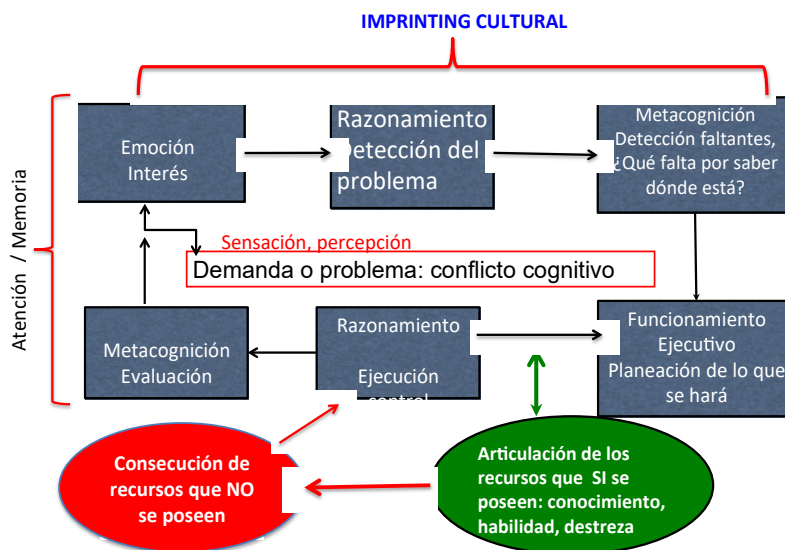 IMPRINTING CULTURAL
Atención / Memoria
Emoción
Interés
Razonamiento
Detección del
problema
Metacognición
Detección faltantes,
¿Qué falta por saber
dónde está?
Sensación, percepción
Demanda o problema: conflicto cognitivo
Metacognición
Evaluación
Razonamiento
Ejecución
control
Funcionamiento
Ejecutivo
Planeación de lo que
se hará
Consecución de
recursos que NO
se poseen
Articulación de los
recursos que SI se
poseen: conocimiento,
habilidad, destreza